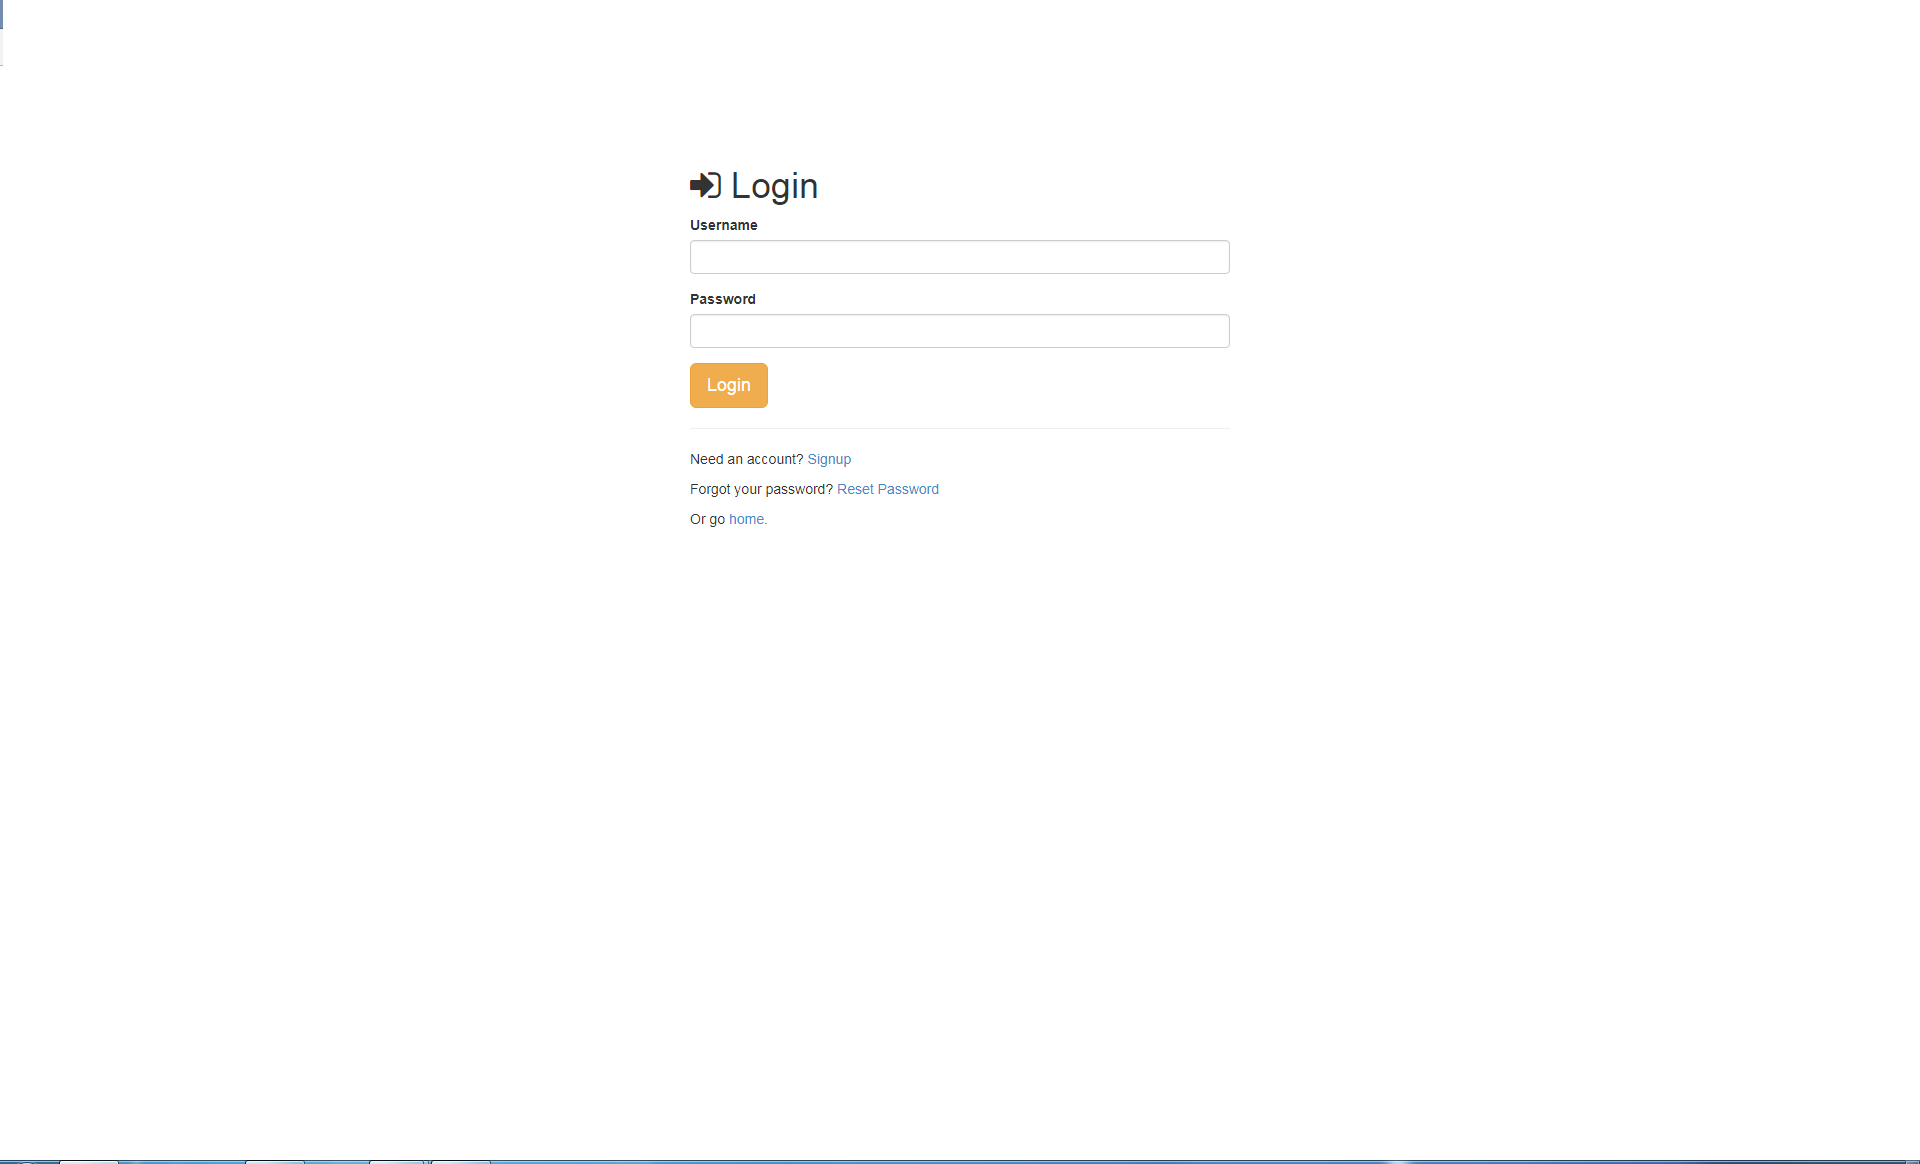 Login
Username
Password
Login
Need an account? Signup
Forgot your password? Reset Password
Or go home.